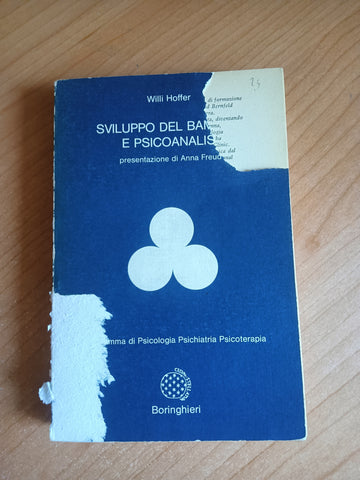 Willi Hoffer
SVILUPPO DEL BAM
E PSICOANALIS
presentazione di Anna Freud
di formazione
d Bernfeld
diventando
mma di Psicologia Psichiatria Psicoterapia
Boringhieri